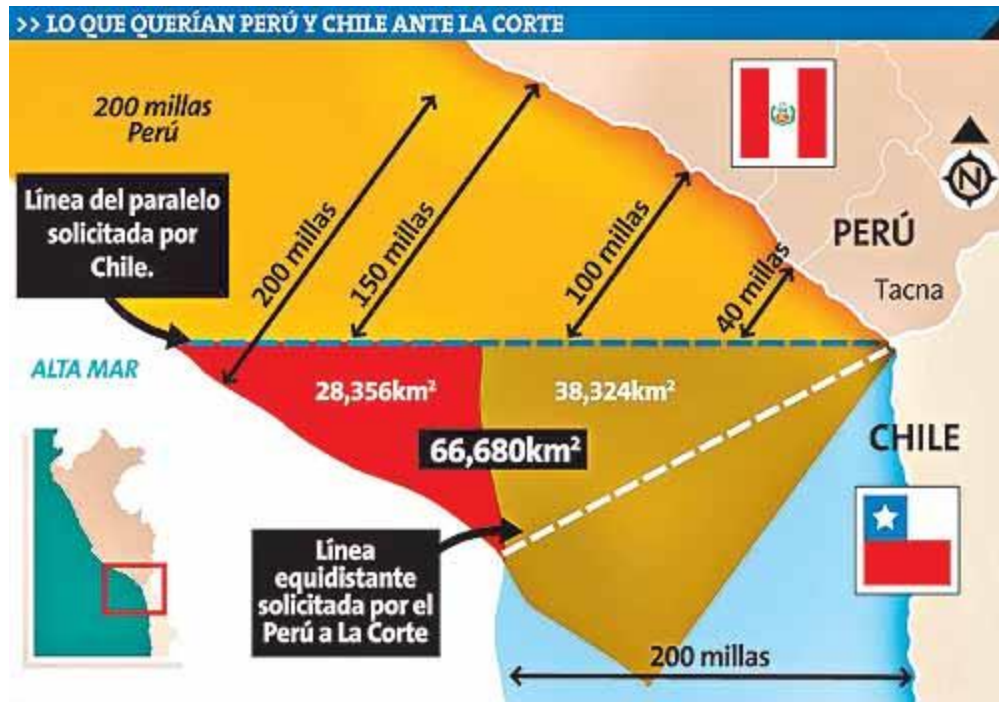 >> LO QUE QUERÍAN PERÚ Y CHILE ANTE LA CORTE
200 millas
Perú
Línea del paralelo
solicitada por
Chile.
200 millas
150 millas
100 millas
40 millas
PERÚ
Tacna
N
ALTA MAR
28,356km²
38,324km²
66,680km²
CHILE
Línea
equidistante
solicitada por el
Perú a La Corte
200 millas